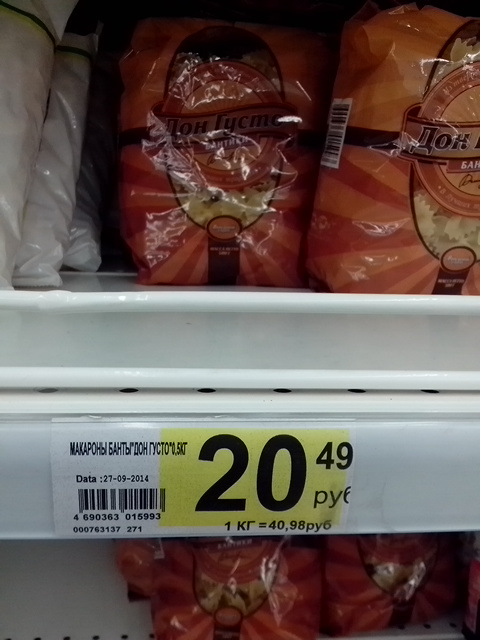 Дон Густо
БАНТИКИ
Дон
БАН
МАКАРОНЫ БАНТЫ"ДОН ГУСТО"0,5КГ
20 49
руб
Data :27-09-2014
4 690363 015993
000763137 271
1 КГ =40,98руб
БАНТИКИ